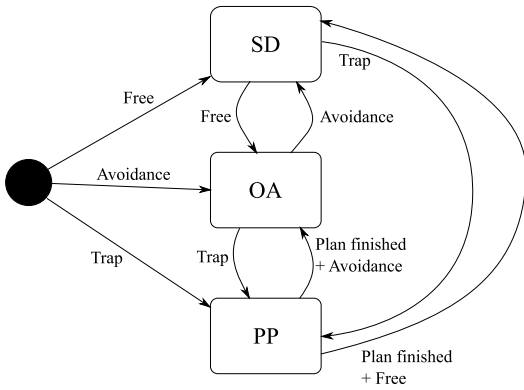 SD
Trap
Free
Free
Avoidance
Avoidance
OA
Trap
Trap
Plan finished
+ Avoidance
PP
Plan finished
+ Free